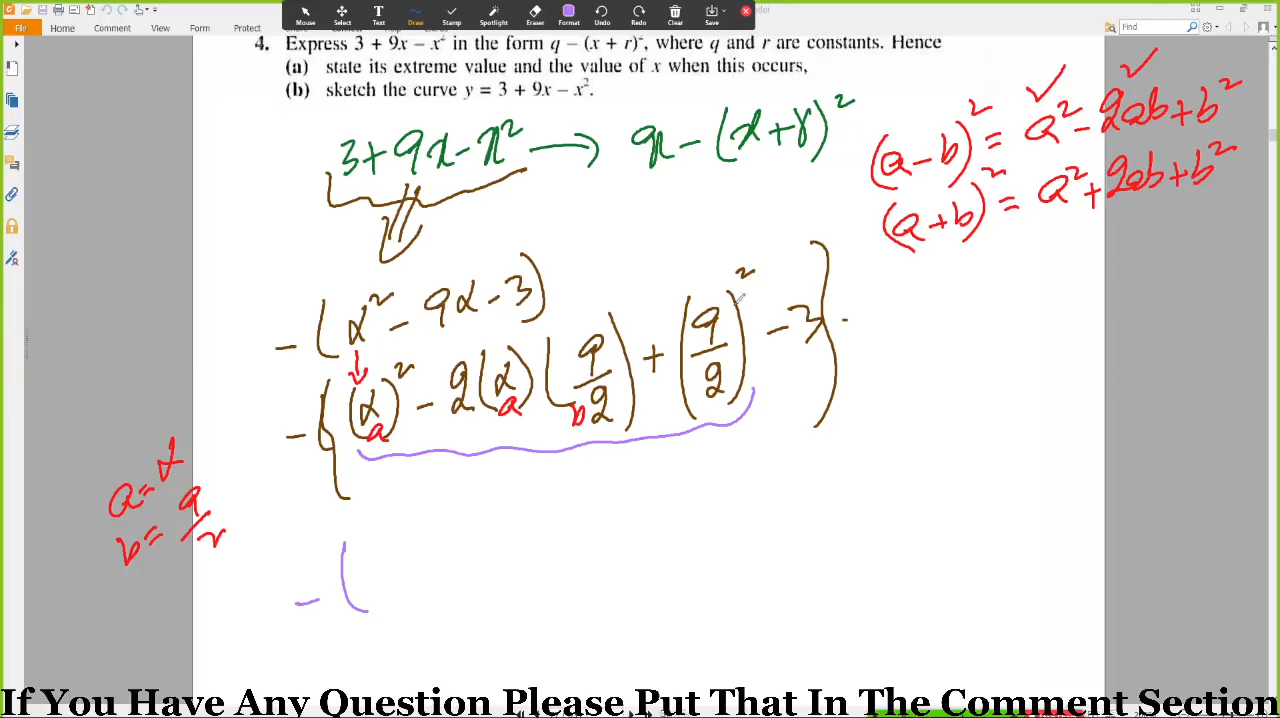 Mouse Select Text Draw Stamp Spotlight Eraser Format Undo Redo Clear Save
File Home Comment View Form Protect Find
4. Express 3 + 9x − x² in the form q − (x + r)², where q and r are constants. Hence
(a) state its extreme value and the value of x when this occurs,
(b) sketch the curve y = 3 + 9x − x².
3+9x−x² → q − (x+r)²
(a−b)² = a² − 2ab + b²
(a+b)² = a² + 2ab + b²
−(x² − 9x − 3)
−{(x)² − 2(x)(9/2) + (9/2)² − 3}
a a b
a=x
b= 9/2
−(
If You Have Any Question Please Put That In The Comment Section